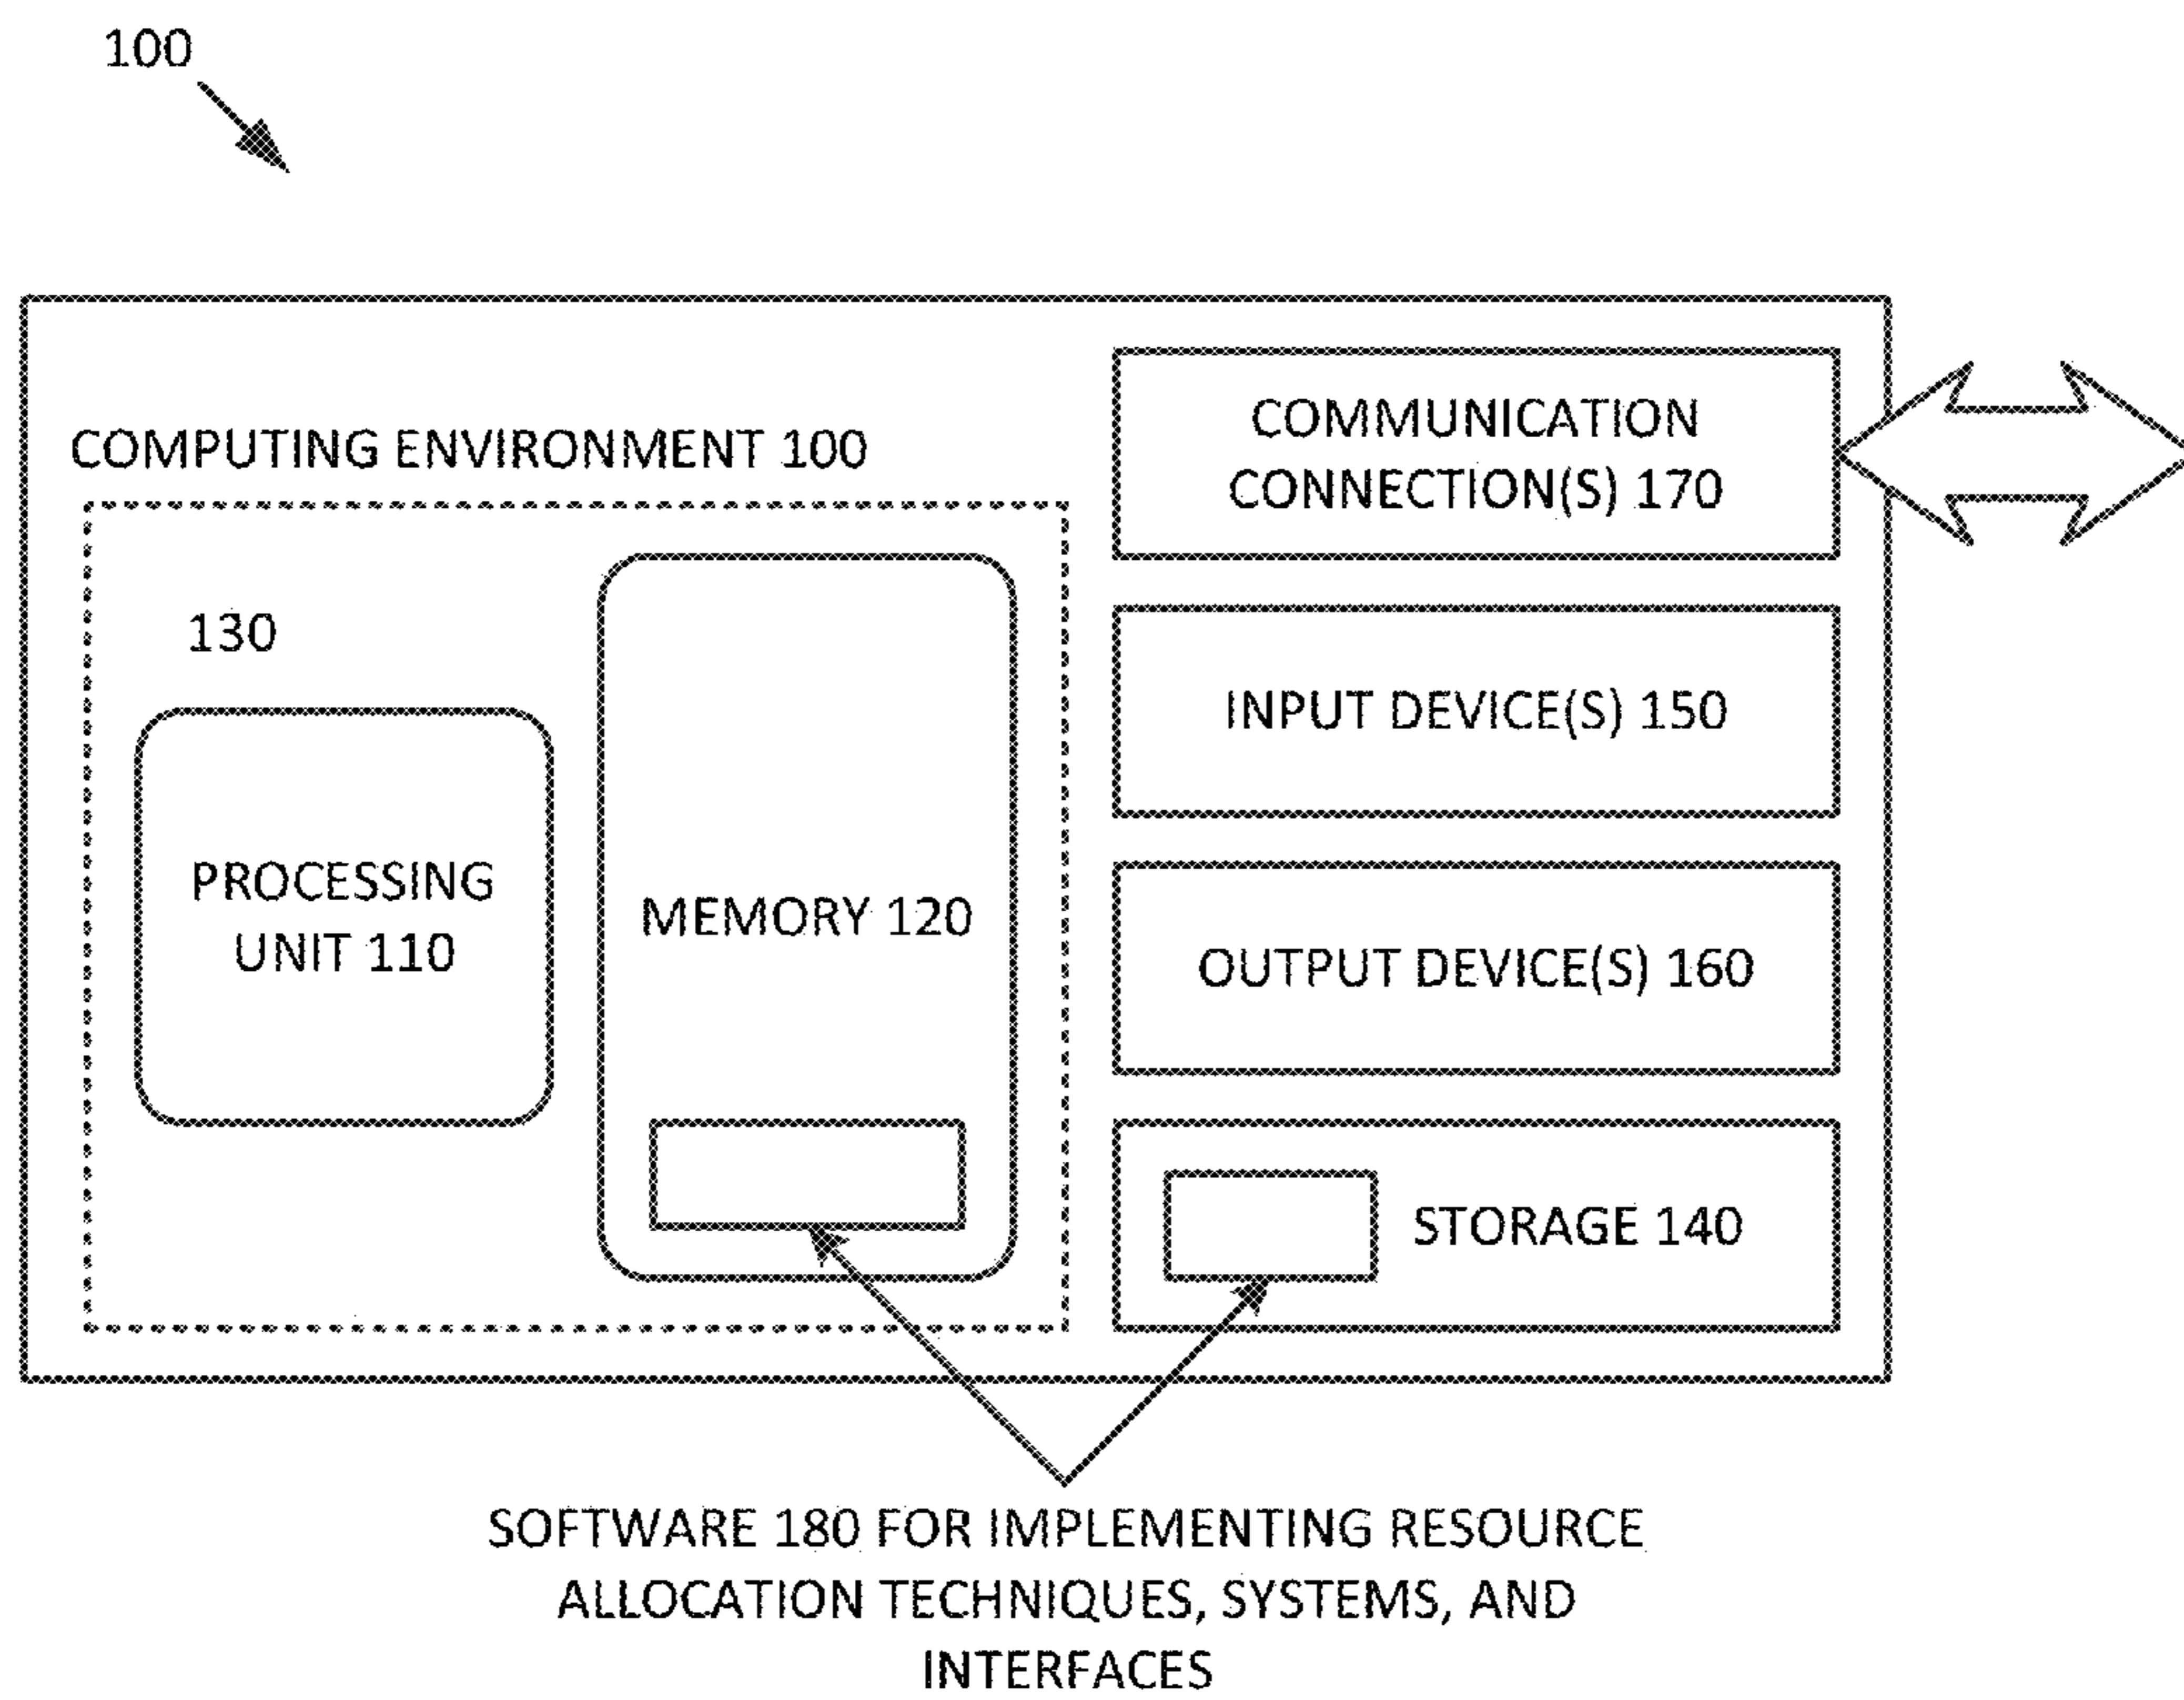 100
COMPUTING ENVIRONMENT 100
130
PROCESSING
UNIT 110
MEMORY 120
COMMUNICATION
CONNECTION(S) 170
INPUT DEVICE(S) 150
OUTPUT DEVICE(S) 160
STORAGE 140
SOFTWARE 180 FOR IMPLEMENTING RESOURCE
ALLOCATION TECHNIQUES, SYSTEMS, AND
INTERFACES